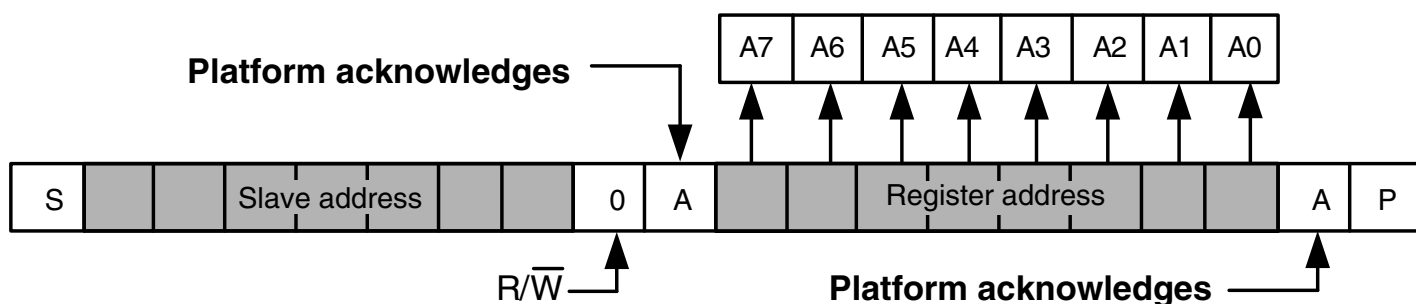 A7 A6 A5 A4 A3 A2 A1 A0
Platform acknowledges
S Slave address 0 A Register address A P
R/W̅
Platform acknowledges